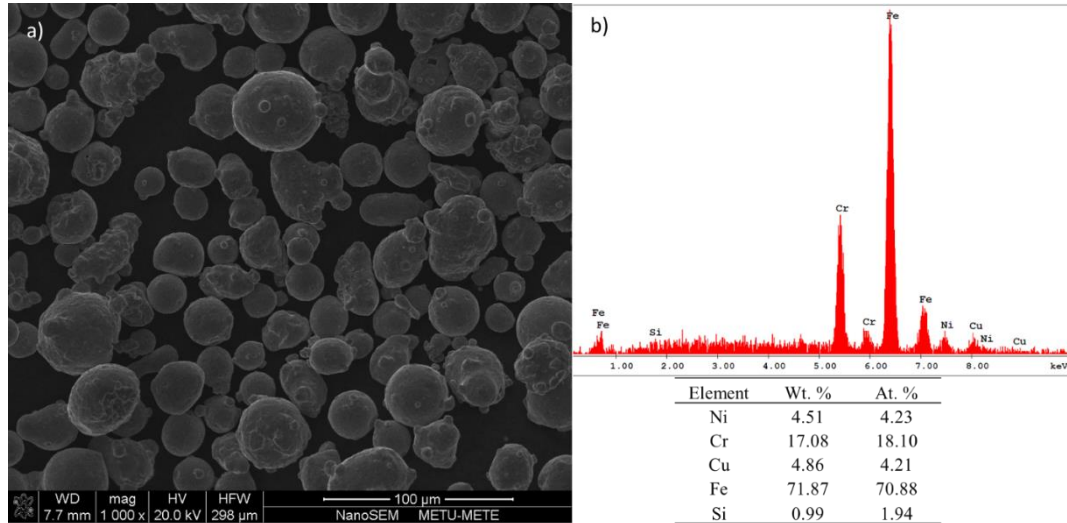 a)
WD mag HV HFW 100 µm
7.7 mm 1 000 x 20.0 kV 298 µm NanoSEM METU-METE
b)
Fe
Cr
Fe
Fe
Fe
Si
Cr
Ni
Cu
Ni
Cu
1.00 2.00 3.00 4.00 5.00 6.00 7.00 8.00 keV
Element Wt. % At. %
Ni 4.51 4.23
Cr 17.08 18.10
Cu 4.86 4.21
Fe 71.87 70.88
Si 0.99 1.94